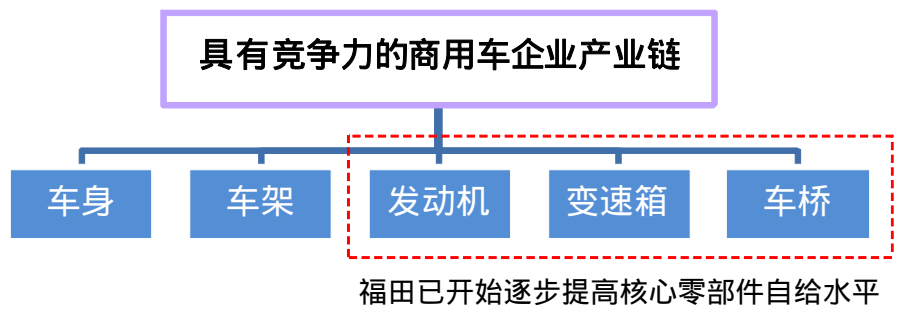 具有竞争力的商用车企业产业链
车身
车架
发动机
变速箱
车桥
福田已开始逐步提高核心零部件自给水平